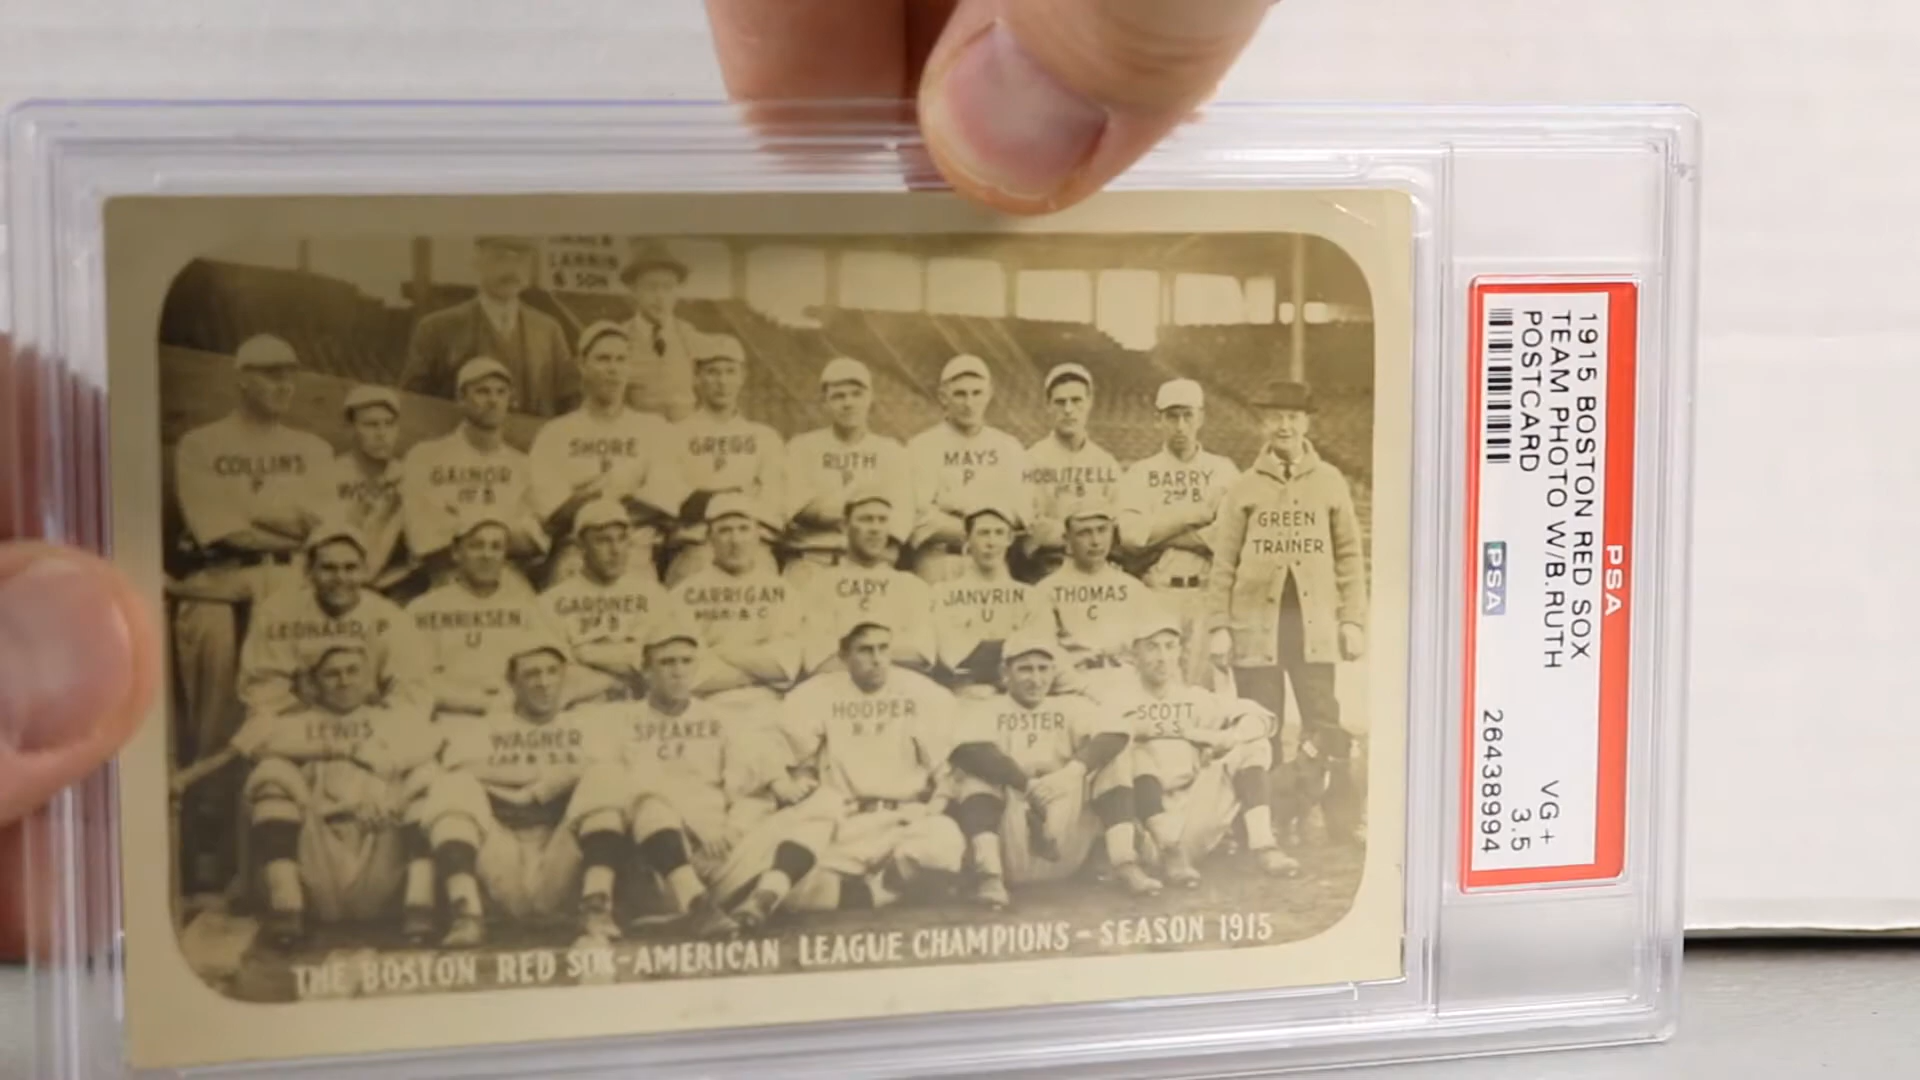 LARKIN
& SON
COLLINS
P
WOOD
GAINOR
1ST B
SHORE
P
GREGG
P
RUTH
P
MAYS
P
HOBLITZELL
1ST B
BARRY
2ND B
GREEN
TRAINER
LEONARD P
HENRIKSEN
U
GARDNER
3RD B
CARRIGAN
MGR & C
CADY
C
JANVRIN
U
THOMAS
C
LEWIS
WAGNER
CAP & S.S.
SPEAKER
C F
HOOPER
R F
FOSTER
P
SCOTT
S.S.
THE BOSTON RED SOX-AMERICAN LEAGUE CHAMPIONS-SEASON 1915
PSA
1915 BOSTON RED SOX
TEAM PHOTO W/B.RUTH
POSTCARD
VG+
3.5
PSA
26438994